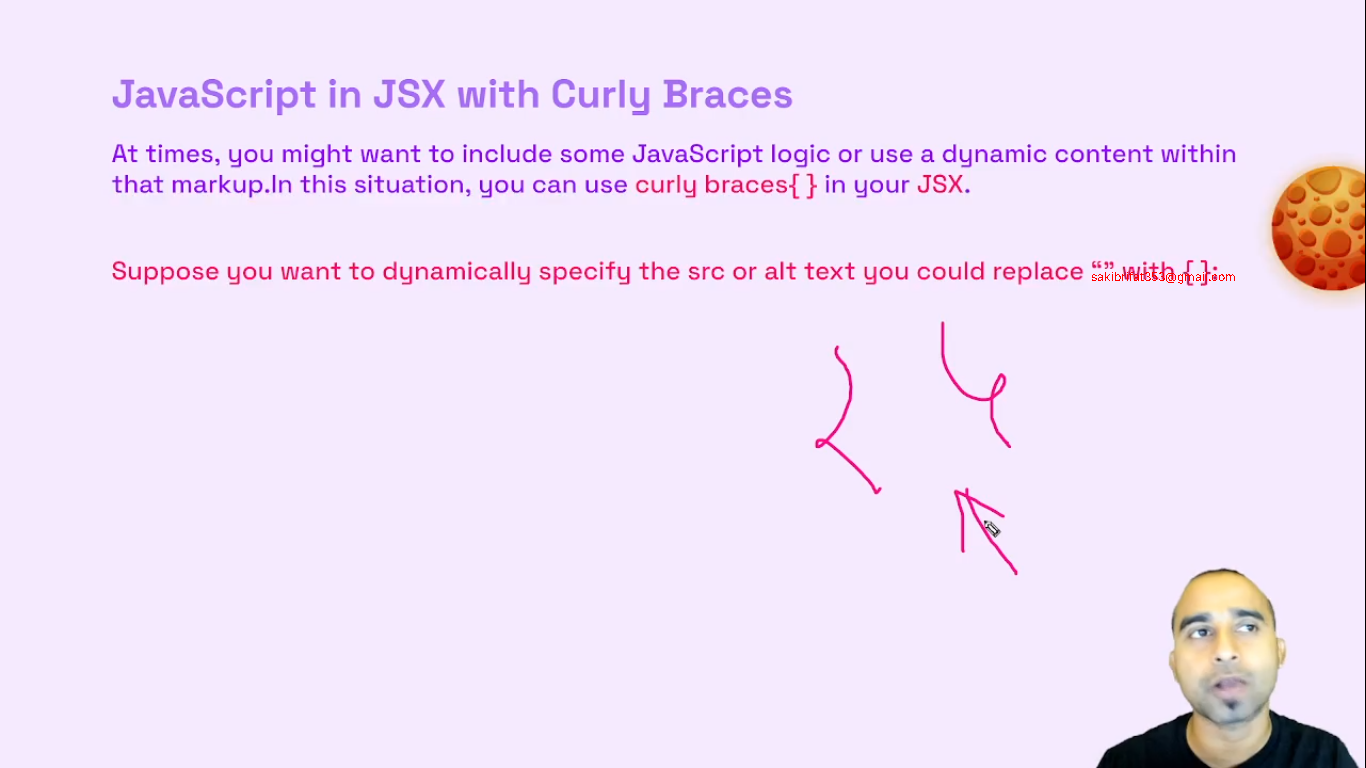 JavaScript in JSX with Curly Braces
At times, you might want to include some JavaScript logic or use a dynamic content within
that markup.In this situation, you can use curly braces{ } in your JSX.
Suppose you want to dynamically specify the src or alt text you could replace “” with { }:
sakibrifat853@gmail.com